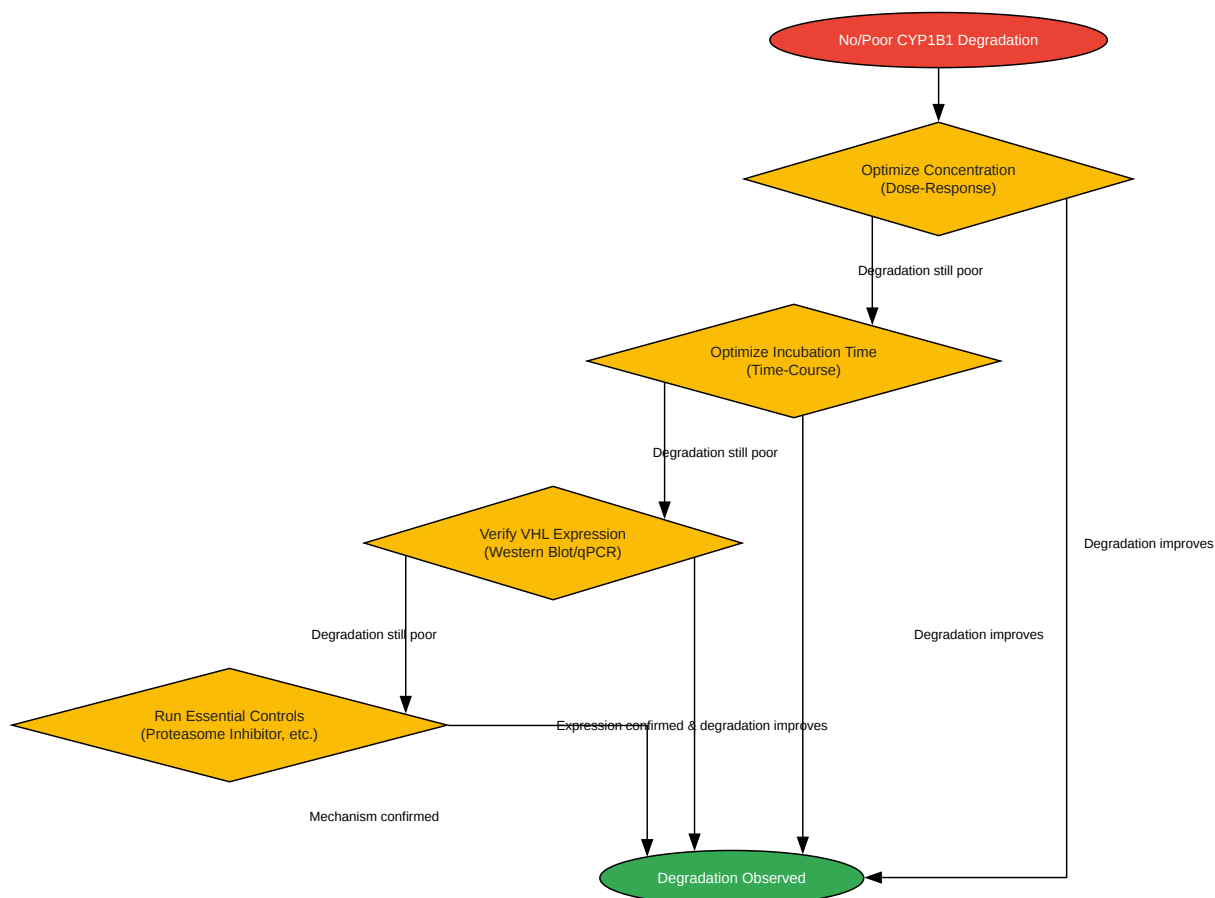 No/Poor CYP1B1 Degradation
Optimize Concentration
(Dose-Response)
Degradation still poor
Optimize Incubation Time
(Time-Course)
Degradation still poor
Verify VHL Expression
(Western Blot/qPCR)
Degradation improves
Degradation still poor
Degradation improves
Run Essential Controls
(Proteasome Inhibitor, etc.)
Expression confirmed & degradation improves
Mechanism confirmed
Degradation Observed